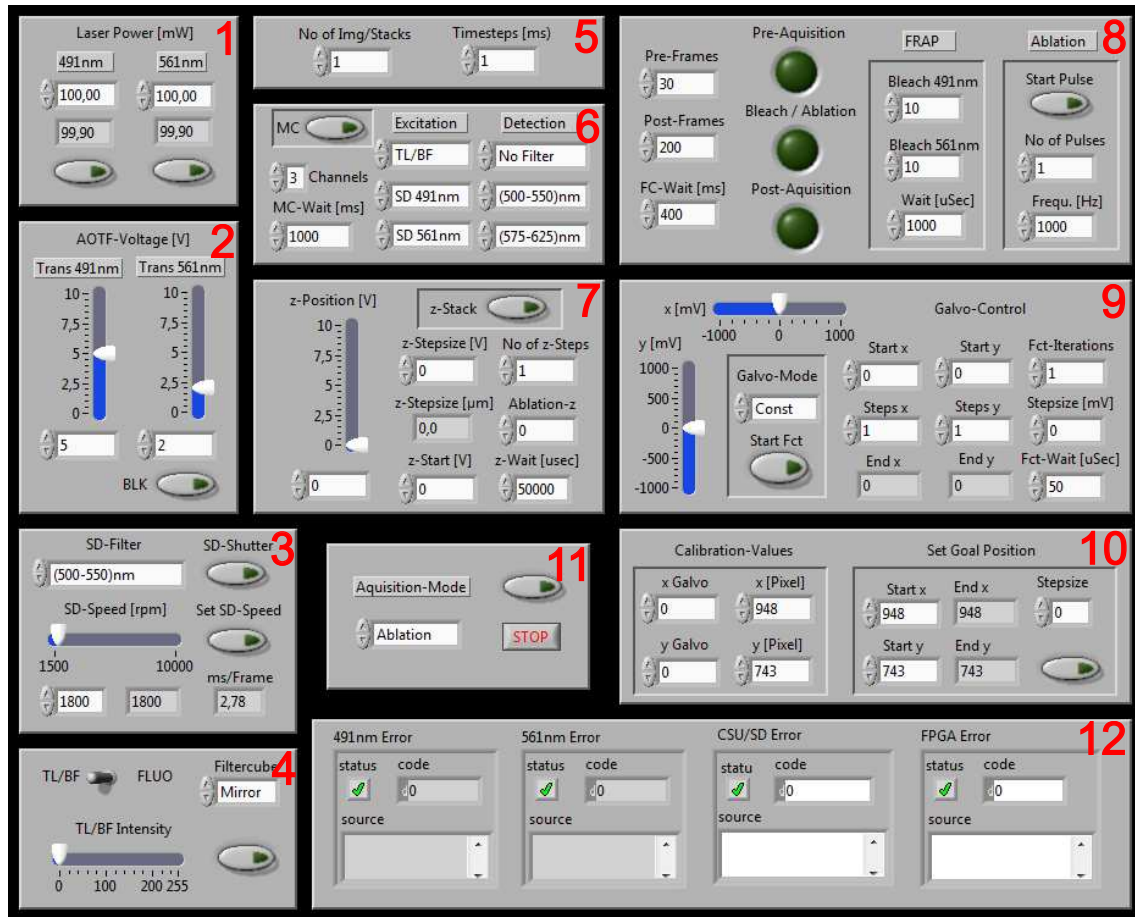 Laser Power [mW] 1
491nm 561nm
100,00 100,00
99,90 99,90
AOTF-Voltage [V] 2
Trans 491nm Trans 561nm
10 10
7,5 7,5
5 5
2,5 2,5
0 0
5 2
BLK
SD-Filter SD-Shutter 3
(500-550)nm
SD-Speed [rpm] Set SD-Speed
1500 10000
ms/Frame
1800 1800 2,78
TL/BF FLUO Filtercube 4
Mirror
TL/BF Intensity
0 100 200 255
No of Img/Stacks Timesteps (ms) 5
1 1
MC Excitation Detection 6
TL/BF No Filter
3 Channels
SD 491nm (500-550)nm
MC-Wait [ms]
1000 SD 561nm (575-625)nm
z-Position [V] z-Stack 7
10
7,5
5
2,5
0
0
z-Stepsize [V] No of z-Steps
0 1
z-Stepsize [µm] Ablation-z
0,0 0
z-Start [V] z-Wait [usec]
0 50000
Aquisition-Mode 11
Ablation STOP
Pre-Aquisition FRAP Ablation 8
Pre-Frames
30
Bleach / Ablation
Post-Frames
200
FC-Wait [ms] Post-Aquisition
400
Bleach 491nm
10
Bleach 561nm
10
Wait [uSec]
1000
Start Pulse
No of Pulses
1
Frequ. [Hz]
1000
x [mV] Galvo-Control 9
-1000 0 1000
y [mV]
1000
500
0
-500
-1000
Galvo-Mode
Const
Start Fct
Start x Start y Fct-Iterations
0 0 1
Steps x Steps y Stepsize [mV]
1 1 0
End x End y Fct-Wait [uSec]
0 0 50
Calibration-Values
x Galvo x [Pixel]
0 948
y Galvo y [Pixel]
0 743
Set Goal Position 10
Start x End x Stepsize
948 948 0
Start y End y
743 743
491nm Error 561nm Error CSU/SD Error FPGA Error 12
status code status code statu code status code
d0 d0 d0 d0
source source source source